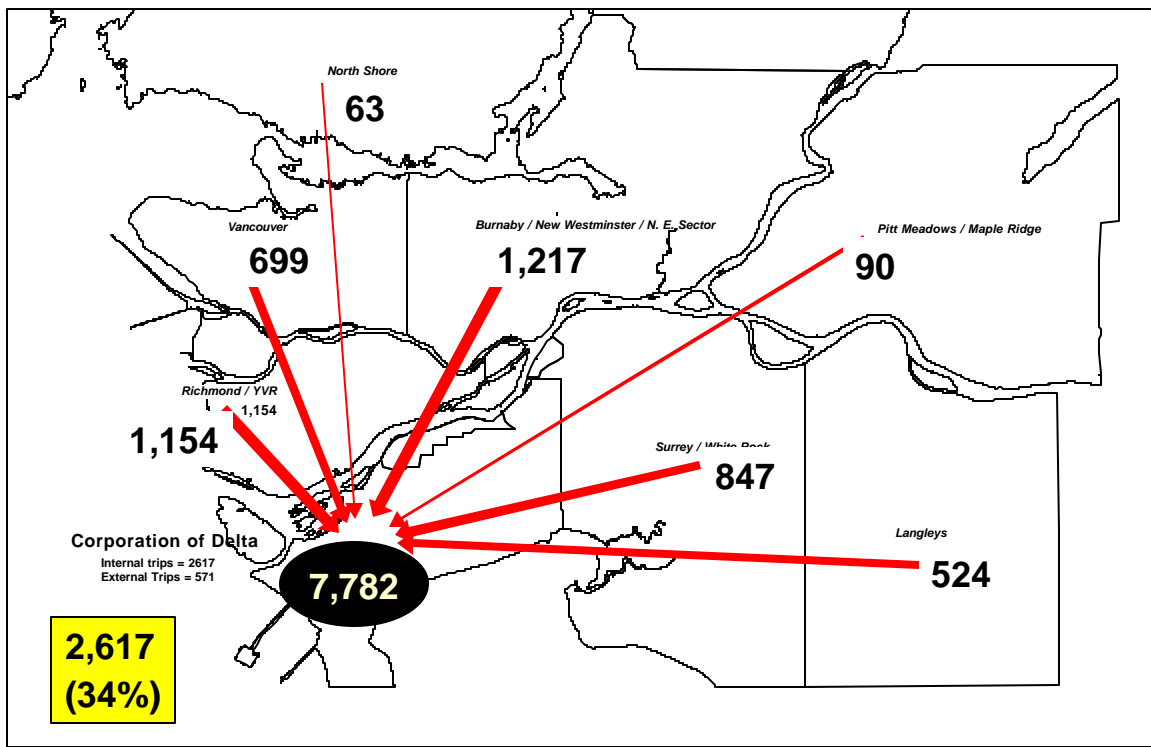 North Shore
63
Vancouver
699
Burnaby / New Westminster / N. E. Sector
1,217
Pitt Meadows / Maple Ridge
90
Richmond / YVR
1,154
1,154
Surrey / White Rock
847
Langleys
524
Corporation of Delta
Internal trips = 2617
External Trips = 571
7,782
2,617
(34%)